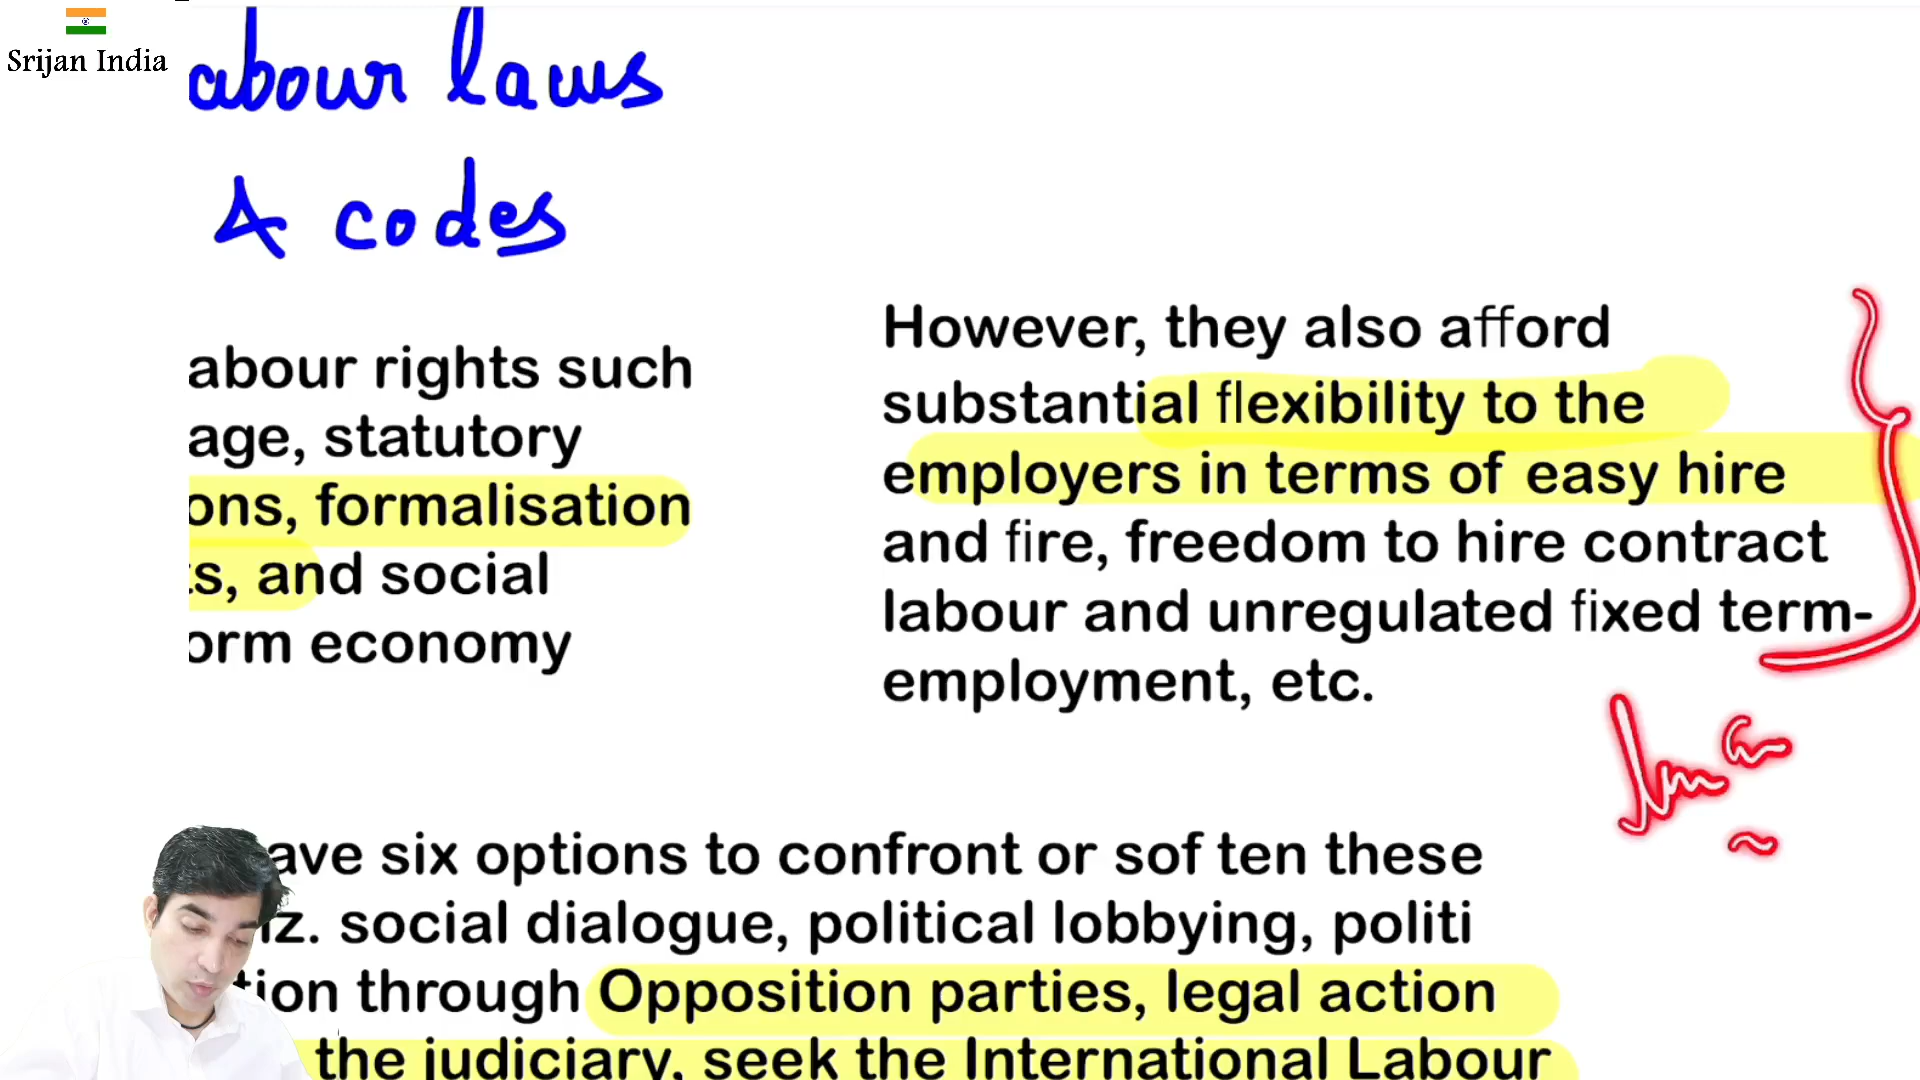 Srijan India
abour laws
4 codes
abour rights such
age, statutory
ons, formalisation
ts, and social
orm economy
However, they also afford
substantial flexibility to the
employers in terms of easy hire
and fire, freedom to hire contract
labour and unregulated fixed term-
employment, etc.
ave six options to confront or sof ten these
iz. social dialogue, political lobbying, politi
tion through Opposition parties, legal action
the judiciary, seek the International Labour